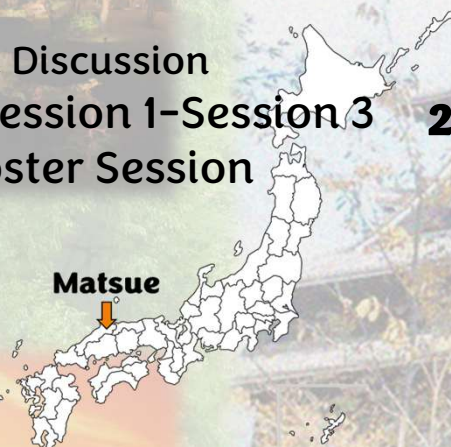 Discussion
ession 1–Session 3
oster Session
2
Matsue